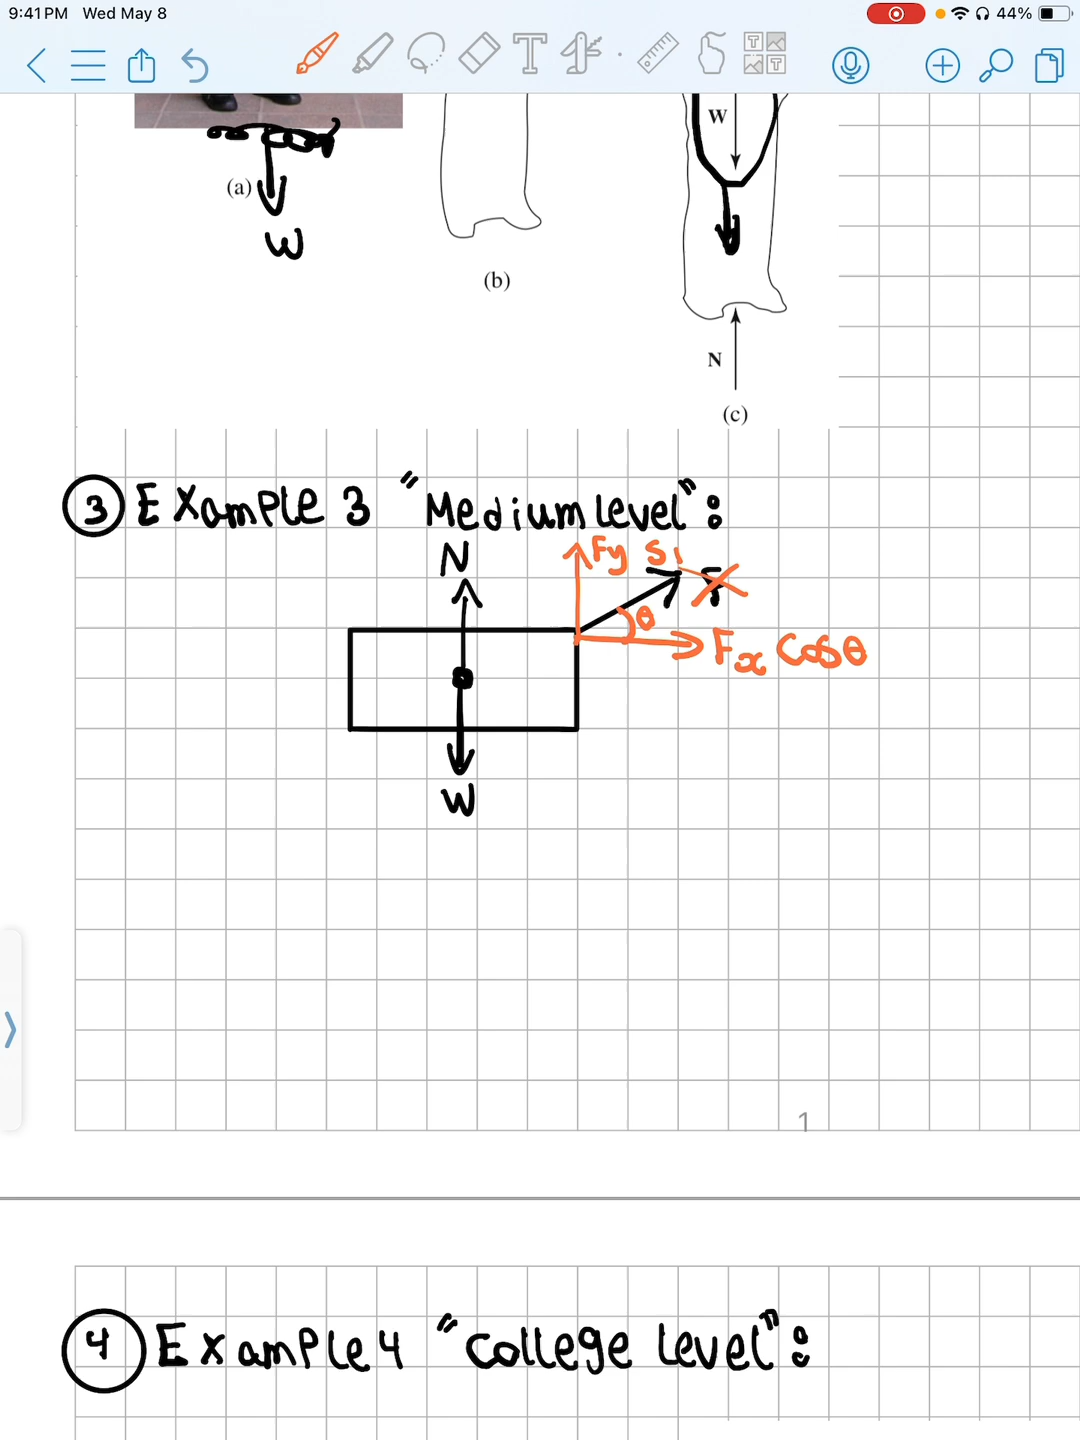 9:41 PM Wed May 8
44%
T
T
T
W
(a)
W
(b)
N
(c)
③ Example 3 "Medium Level":
N
Fy Si
F
θ
Fx Cosθ
W
1
④ Example 4 "college Level":